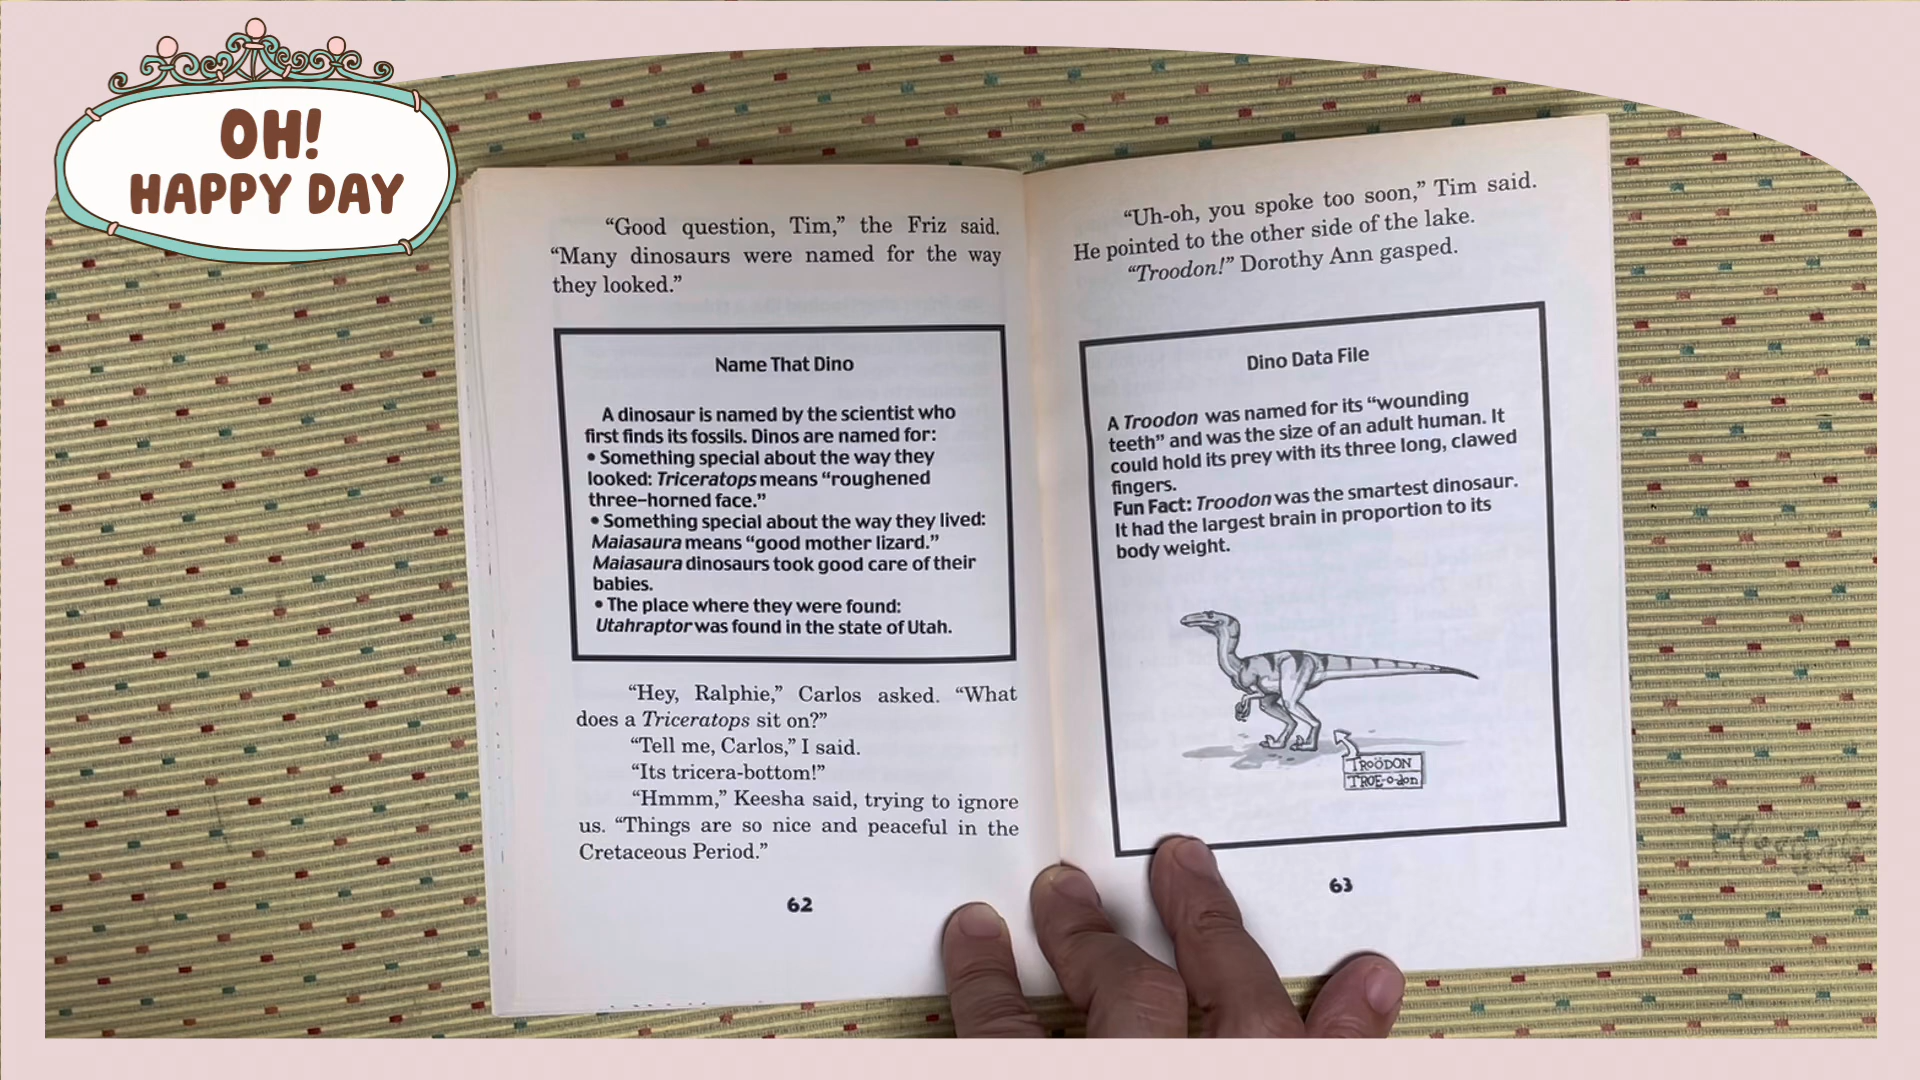 OH!
HAPPY DAY
“Good question, Tim,” the Friz said.
“Many dinosaurs were named for the way
they looked.”
Name That Dino
A dinosaur is named by the scientist who
first finds its fossils. Dinos are named for:
• Something special about the way they
looked: Triceratops means “roughened
three-horned face.”
• Something special about the way they lived:
Maiasaura means “good mother lizard.”
Maiasaura dinosaurs took good care of their
babies.
• The place where they were found:
Utahraptor was found in the state of Utah.
“Hey, Ralphie,” Carlos asked. “What
does a Triceratops sit on?”
“Tell me, Carlos,” I said.
“Its tricera-bottom!”
“Hmmm,” Keesha said, trying to ignore
us. “Things are so nice and peaceful in the
Cretaceous Period.”
62
“Uh-oh, you spoke too soon,” Tim said.
He pointed to the other side of the lake.
“Troodon!” Dorothy Ann gasped.
Dino Data File
A Troodon was named for its “wounding
teeth” and was the size of an adult human. It
could hold its prey with its three long, clawed
fingers.
Fun Fact: Troodon was the smartest dinosaur.
It had the largest brain in proportion to its
body weight.
TROÖDON
TROE-o-don
63